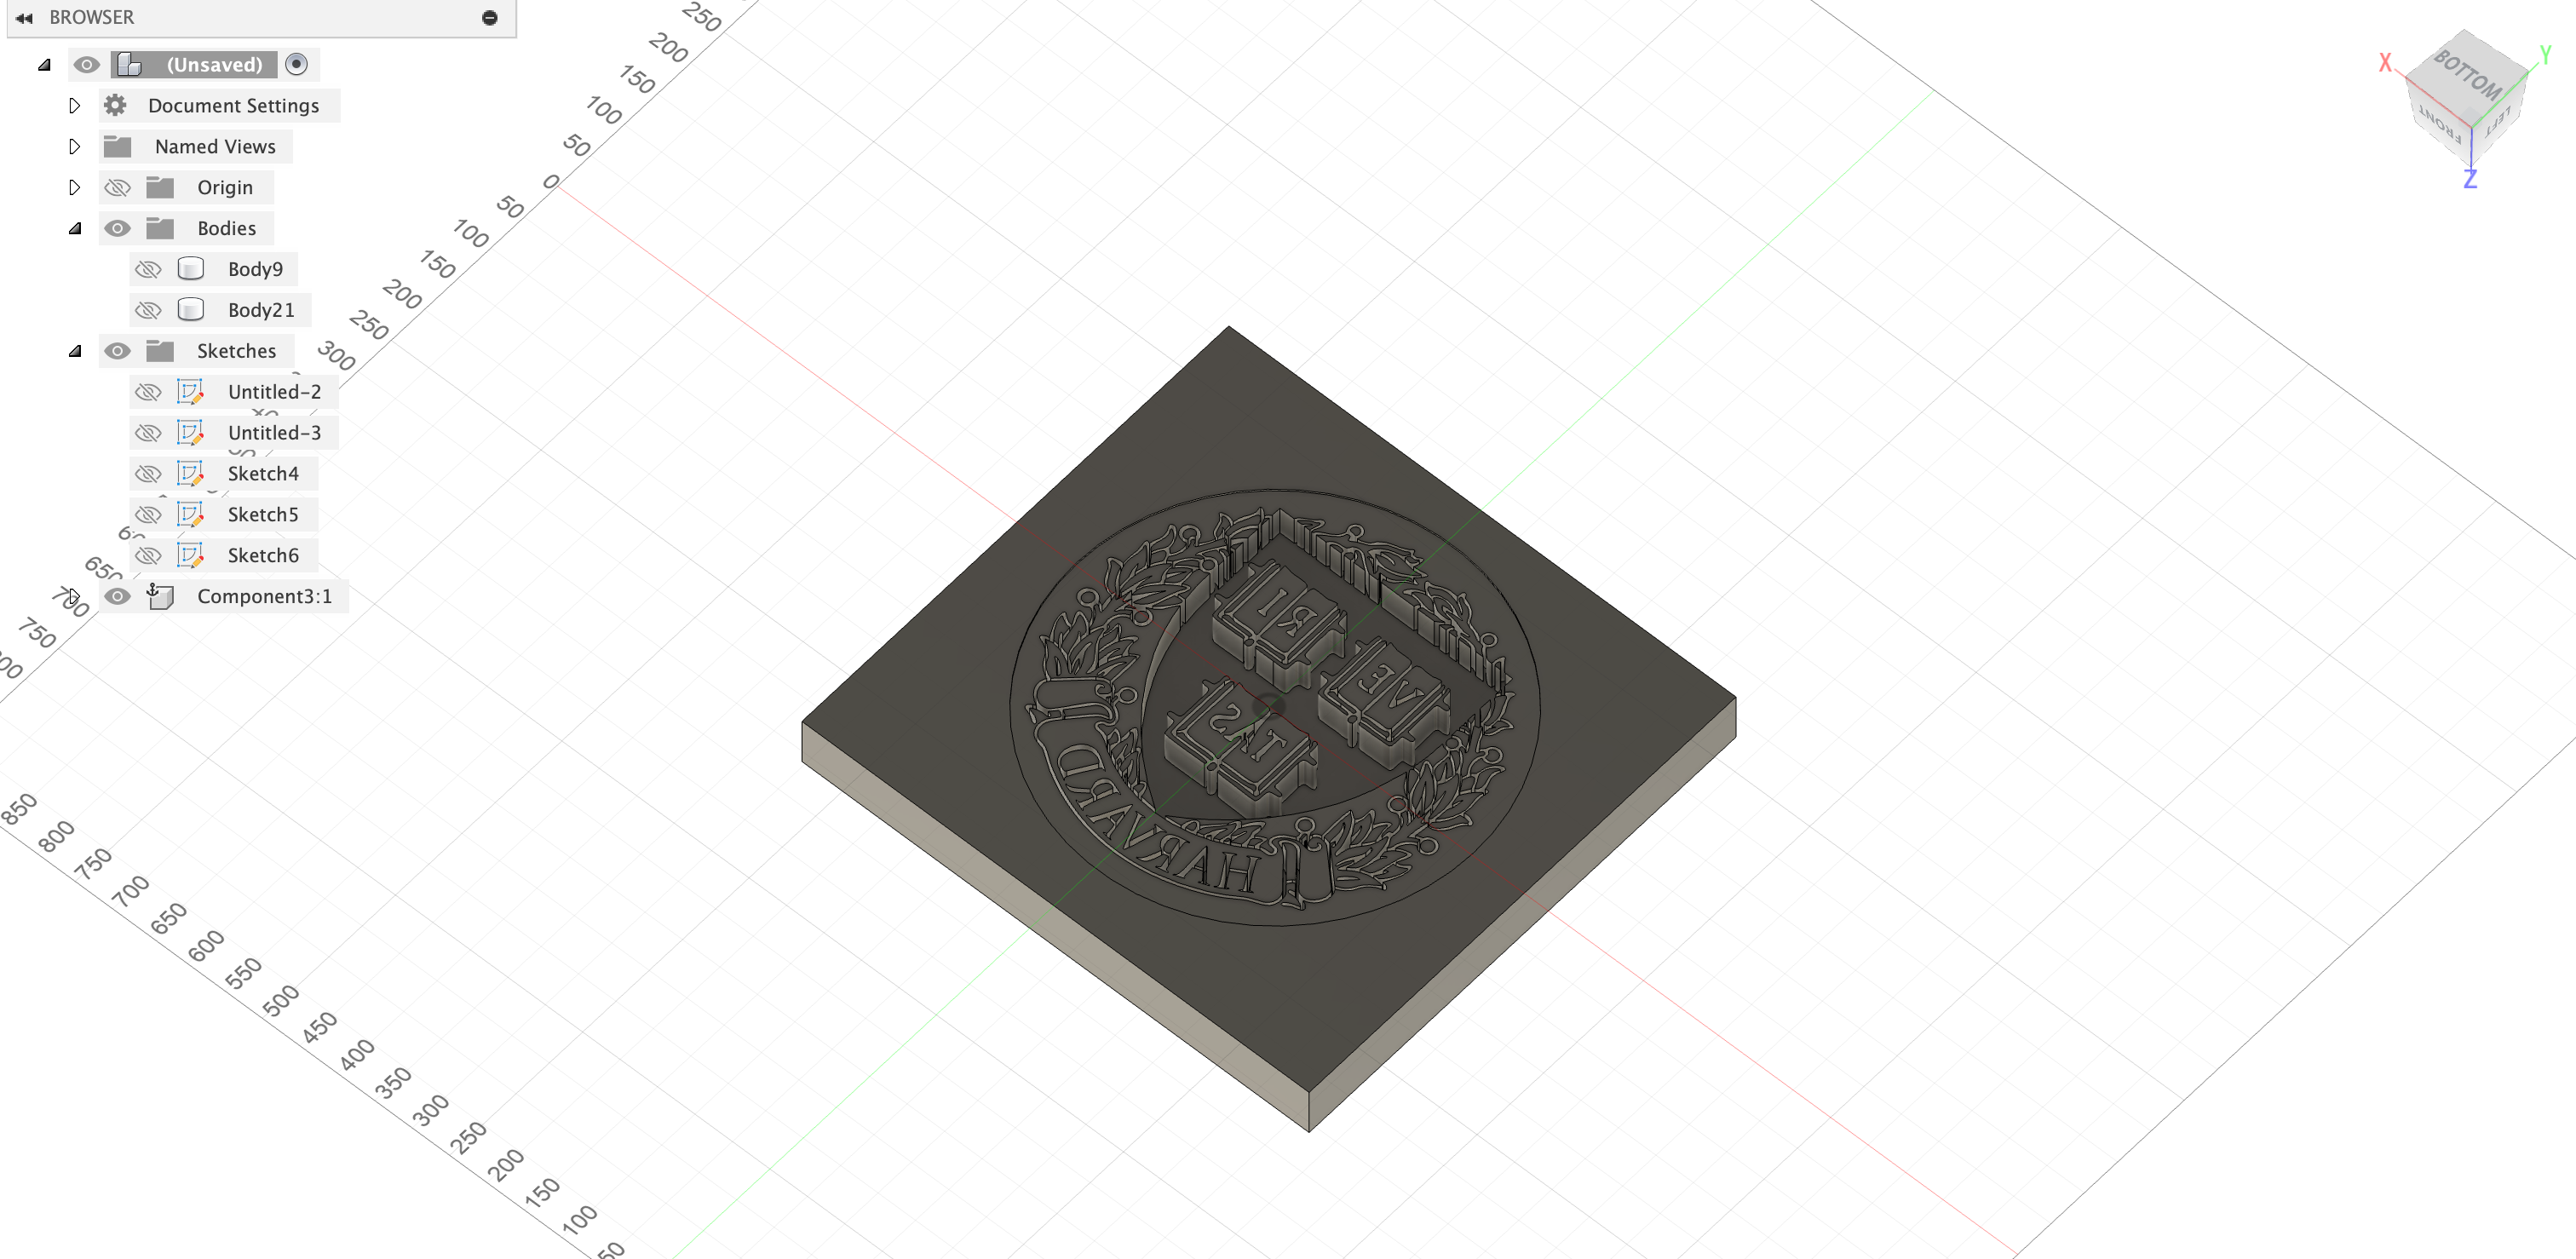 BROWSER
(Unsaved)
Document Settings
Named Views
Origin
Bodies
Body9
Body21
Sketches
Untitled-2
Untitled-3
Sketch4
Sketch5
Sketch6
Component3:1
250
200
150
100
50
0
50
100
150
200
250
300
650
700
750
850
800
750
700
650
600
550
500
450
400
350
300
250
200
150
100
50
X
Y
Z
BOTTOM
FRONT
LEFT
VE
RI
TAS
HARVARD